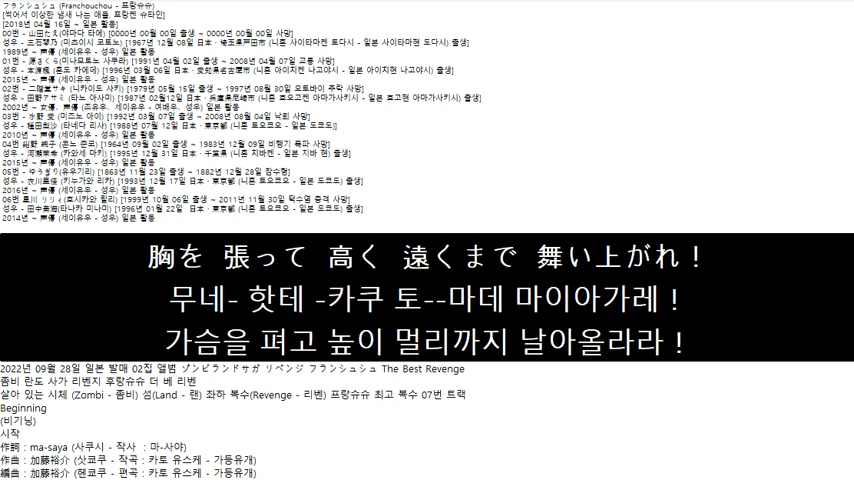 フランシュシュ (Franchouchou - 프랑슈슈)
[썩어서 이상한 냄새 나는 애들, 프랑켄 슈타인]
[2018년 04월 16일 ~ 일본 활동]
00번 - 山田たえ(야마다 타에) [0000년 00월 00일 출생 ~ 0000년 00월 00일 사망]
성우 - 三石琴乃 (미츠이시 코토노) [1967년 12월 08일 日本・埼玉県戸田市 (니혼 사이타마켄 토다시 - 일본 사이타마현 도다시) 출생]
1989년 ~ 声優 (세이유우 - 성우) 일본 활동
01번 - 源さくら(미나모토노 사쿠라) [1991년 04월 02일 출생 ~ 2008년 04월 07일 교통 사망]
성우 - 本渡楓 (혼도 카에데) [1996년 03월 06일 日本・愛知県名古屋市 (니혼 아이치켄 나고야시 - 일본 아이치현 나고야시) 출생]
2015년 ~ 声優 (세이유우 - 성우) 일본 활동
02번 - 二階堂サキ (니카이도 사키) [1979년 05월 15일 출생 ~ 1997년 08월 30일 오토바이 추락 사망]
성우 - 田野アサミ (타노 아사미) [1987년 02월12일 日本・兵庫県尼崎市 (니혼 효오고켄 아마가사키시 - 일본 효고현 아마가사키시) 출생]
2002년 ~ 女優、声優 (조유우、세이유우 - 여배우、성우) 일본 활동
03번 - 水野 愛 (미즈노 아이) [1992년 03월 07일 출생 ~ 2008년 08월 04일 낙뢰 사망]
성우 - 種田梨沙 (타네다 리사) [1988년 07월 12일 日本・東京都 (니혼 토오쿄오 - 일본 도쿄도)]
2010년 ~ 声優 (세이유우 - 성우) 일본 활동
04번 紺野 純子 (콘노 준코) [1964년 09월 02일 출생 ~ 1983년 12월 09일 비행기 폭파 사망]
성우 - 河瀬茉希 (카와세 마키) [1995년 12월 31일 日本・千葉県 (니혼 치바켄 - 일본 지바 현) 출생]
2015년 ~ 声優 (세이유우 - 성우) 일본 활동
05번 - ゆうぎり(유우기리) [1863년 11월 23일 출생 ~ 1882년 12월 28일 참수형]
성우 - 衣川里佳 (키누가와 리카) [1993년 12월 17일 日本・東京都 (니혼 토오쿄오 - 일본 도쿄도) 출생]
2016년 ~ 声優 (세이유우 - 성우) 일본 활동
06번 星川 リリィ(호시카와 릴리) [1999년 10월 06일 출생 ~ 2011년 11월 30일 턱수염 충격 사망]
성우 - 田中美海(타나카 미나미) [1996년 01월 22일 日本・東京都 (니혼 토오쿄오 - 일본 도쿄도) 출생]
2014년 ~ 声優 (세이유우 - 성우) 일본 활동
胸を 張って 高く 遠くまで 舞い上がれ！
무네- 핫테 -카쿠 토--마데 마이아가레！
가슴을 펴고 높이 멀리까지 날아올라라！
2022년 09월 28일 일본 발매 02집 앨범 ゾンビランドサガ リベンジ フランシュシュ The Best Revenge
좀비 란도 사가 리벤지 후랑슈슈 더 베 리벤
살아 있는 시체 (Zombi - 좀비) 섬(Land - 랜) 좌하 복수(Revenge - 리벤) 프랑슈슈 최고 복수 07번 트랙
Beginning
(비기닝)
시작
作詞：ma-saya (사쿠시 - 작사 ：마-사야)
作曲：加藤裕介 (삿쿄쿠 - 작곡：카토 유스케 - 가등유개)
編曲：加藤裕介 (헨쿄쿠 - 편곡：카토 유스케 - 가등유개)